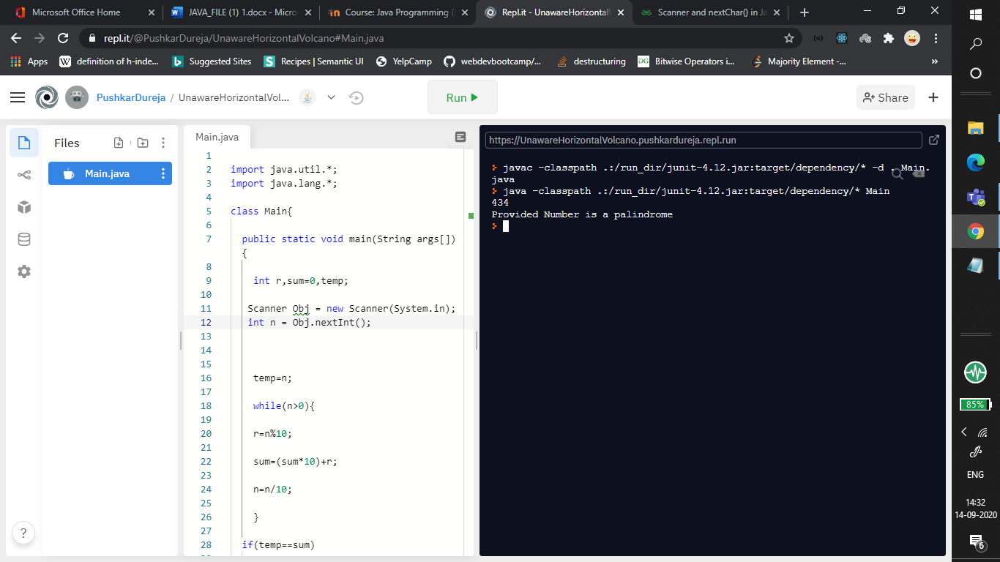 Microsoft Office Home
JAVA_FILE (1) 1.docx - Micros
Course: Java Programming (
Repl.it - UnawareHorizontalV
Scanner and nextChar() in Ja
repl.it/@PushkarDureja/UnawareHorizontalVolcano#Main.java
Apps
definition of h-inde...
Suggested Sites
Recipes | Semantic UI
YelpCamp
webdevbootcamp/...
destructuring
Bitwise Operators i...
Majority Element -...
»
PushkarDureja / UnawareHorizontalVol...
Run
Share
Files
Main.java
Main.java
1
2 import java.util.*;
3 import java.lang.*;
4
5 class Main{
6
7 public static void main(String args[])
{
8
9 int r,sum=0,temp;
10
11 Scanner Obj = new Scanner(System.in);
12 int n = Obj.nextInt();
13
14
15
16 temp=n;
17
18 while(n>0){
19
20 r=n%10;
21
22 sum=(sum*10)+r;
23
24 n=n/10;
25
26 }
27
28 if(temp==sum)
?
https://UnawareHorizontalVolcano.pushkardureja.repl.run
javac -classpath .:/run_dir/junit-4.12.jar:target/dependency/* -d . Main.
java
java -classpath .:/run_dir/junit-4.12.jar:target/dependency/* Main
434
Provided Number is a palindrome
85%
ENG
14:32
14-09-2020
6